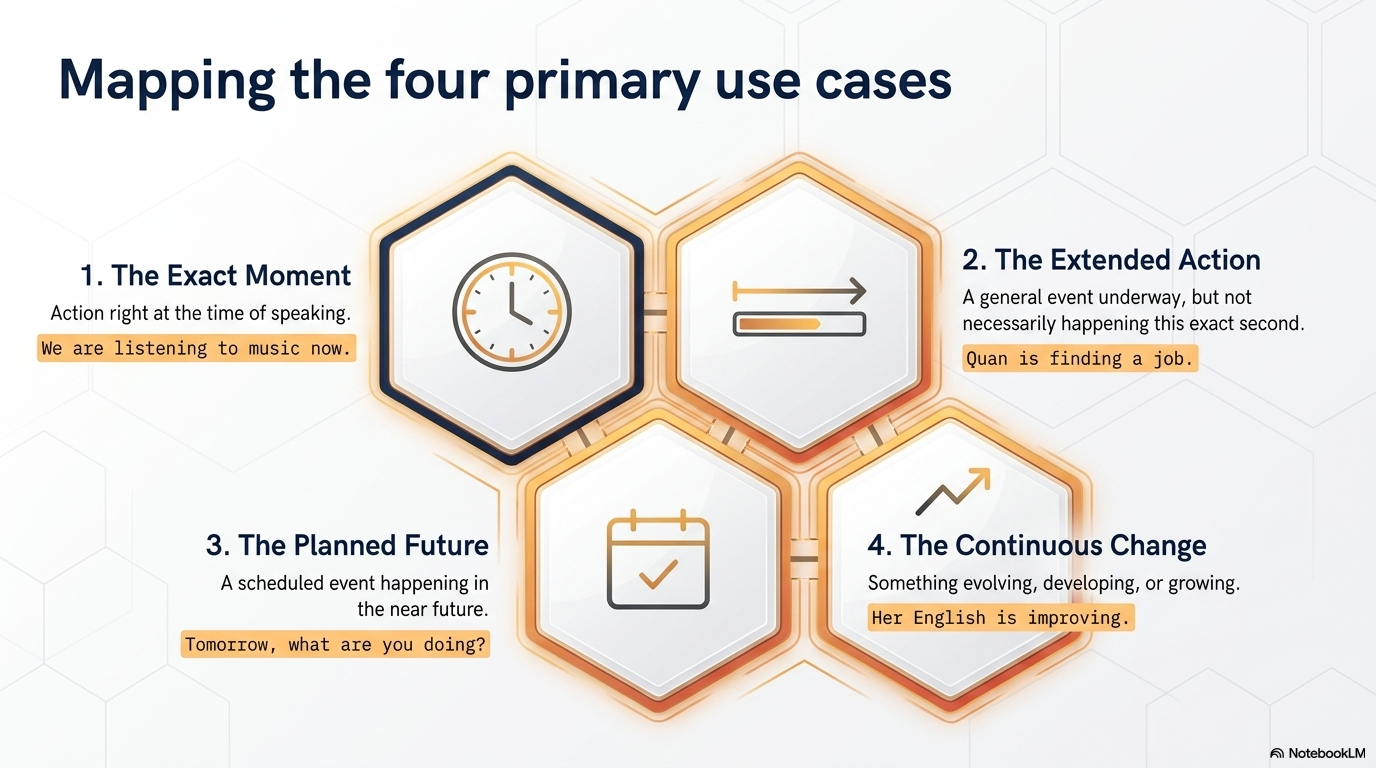 Mapping the four primary use cases
1. The Exact Moment
Action right at the time of speaking.
We are listening to music now.
2. The Extended Action
A general event underway, but not
necessarily happening this exact second.
Quan is finding a job.
3. The Planned Future
A scheduled event happening in
the near future.
Tomorrow, what are you doing?
4. The Continuous Change
Something evolving, developing, or growing.
Her English is improving.
NotebookLM